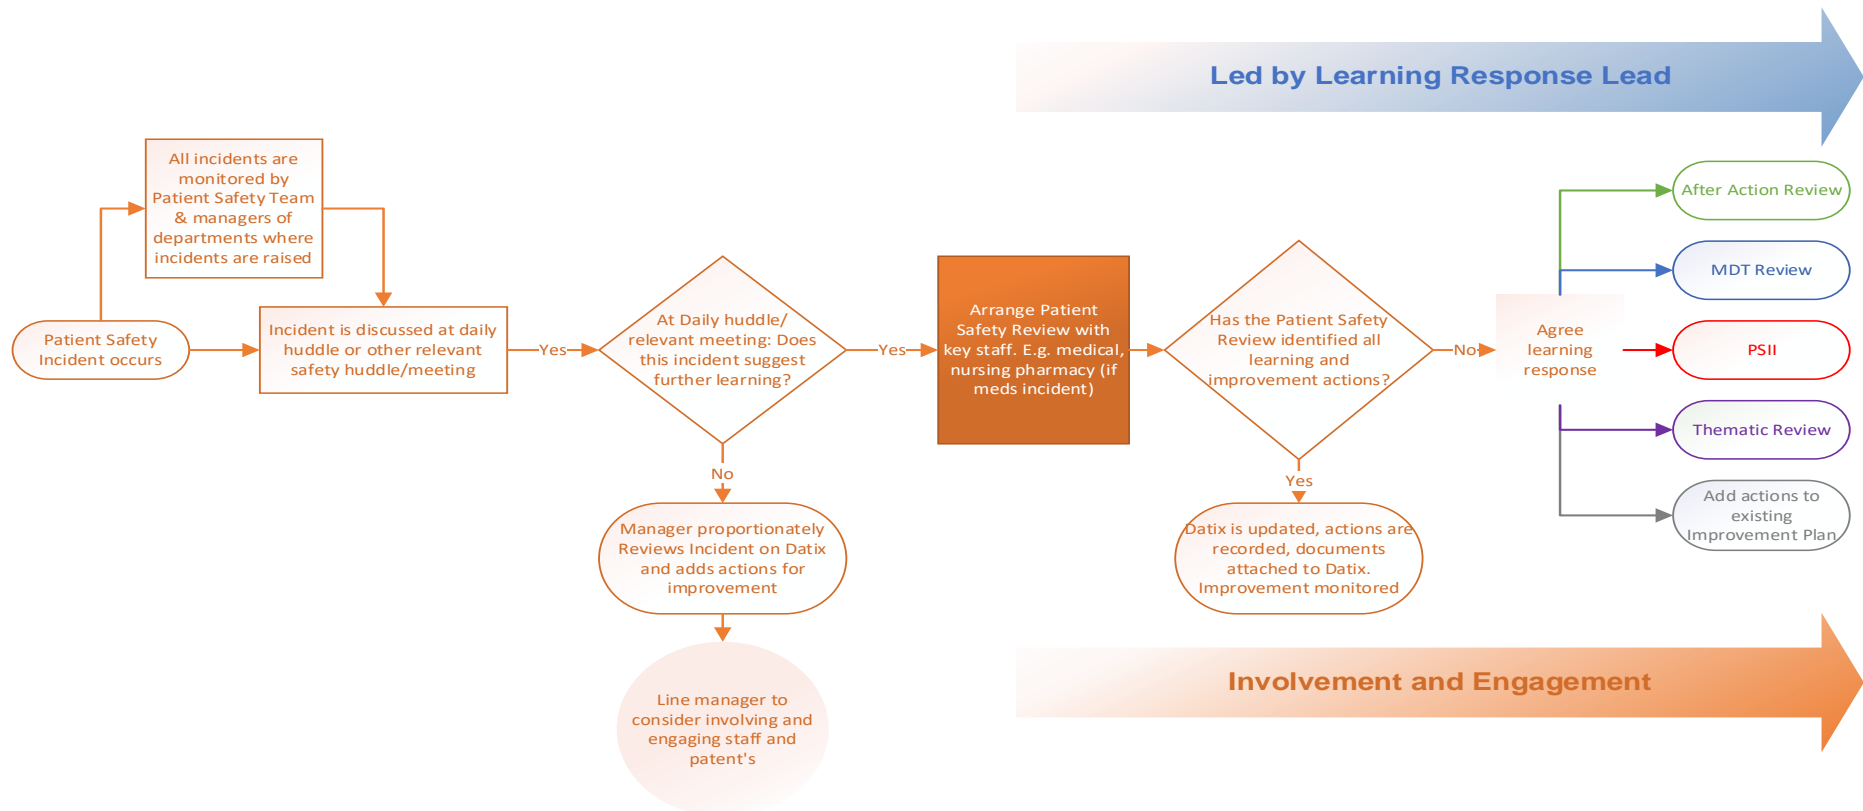 Led by Learning Response Lead
All incidents are
monitored by
Patient Safety Team
& managers of
departments where
incidents are raised
Patient Safety
Incident occurs
Incident is discussed at daily
huddle or other relevant
safety huddle/meeting
Yes
At Daily huddle/
relevant meeting: Does
this incident suggest
further learning?
Yes
No
Manager proportionately
Reviews Incident on Datix
and adds actions for
improvement
Line manager to
consider involving and
engaging staff and
patent's
Arrange Patient
Safety Review with
key staff. E.g. medical,
nursing pharmacy (if
meds incident)
Has the Patient Safety
Review identified all
learning and
improvement actions?
No
Yes
Datix is updated, actions are
recorded, documents
attached to Datix.
Improvement monitored
Agree
learning
response
After Action Review
MDT Review
PSII
Thematic Review
Add actions to
existing
Improvement Plan
Involvement and Engagement